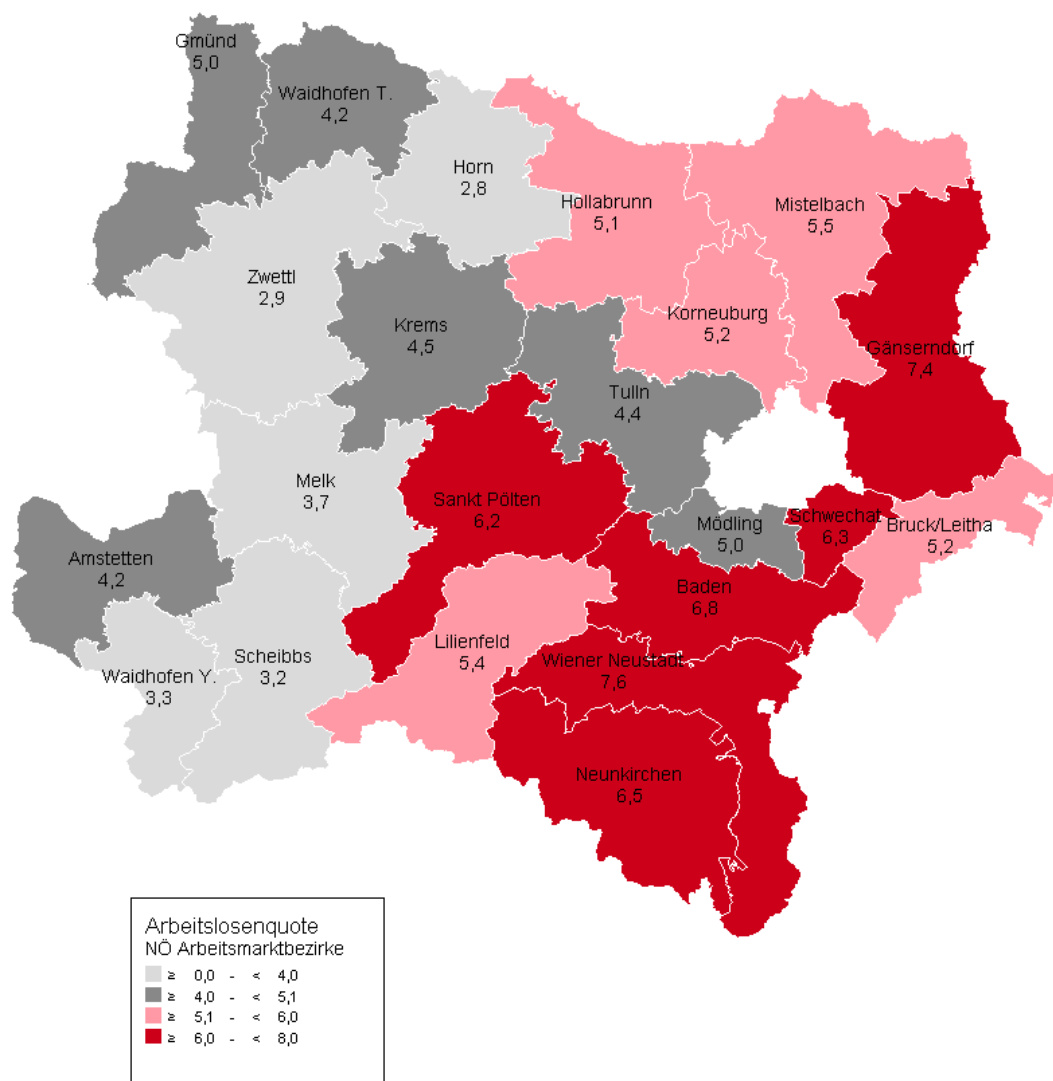 Gmünd
5,0
Waidhofen T.
4,2
Horn
2,8
Hollabrunn
5,1
Mistelbach
5,5
Zwettl
2,9
Krems
4,5
Korneuburg
5,2
Gänserndorf
7,4
Tulln
4,4
Melk
3,7
Sankt Pölten
6,2
Mödling
5,0
Schwechat
6,3
Bruck/Leitha
5,2
Amstetten
4,2
Baden
6,8
Scheibbs
3,2
Lilienfeld
5,4
Waidhofen Y.
3,3
Wiener Neustadt
7,6
Neunkirchen
6,5
Arbeitslosenquote
NÖ Arbeitsmarktbezirke
≥ 0,0 - < 4,0
≥ 4,0 - < 5,1
≥ 5,1 - < 6,0
≥ 6,0 - < 8,0